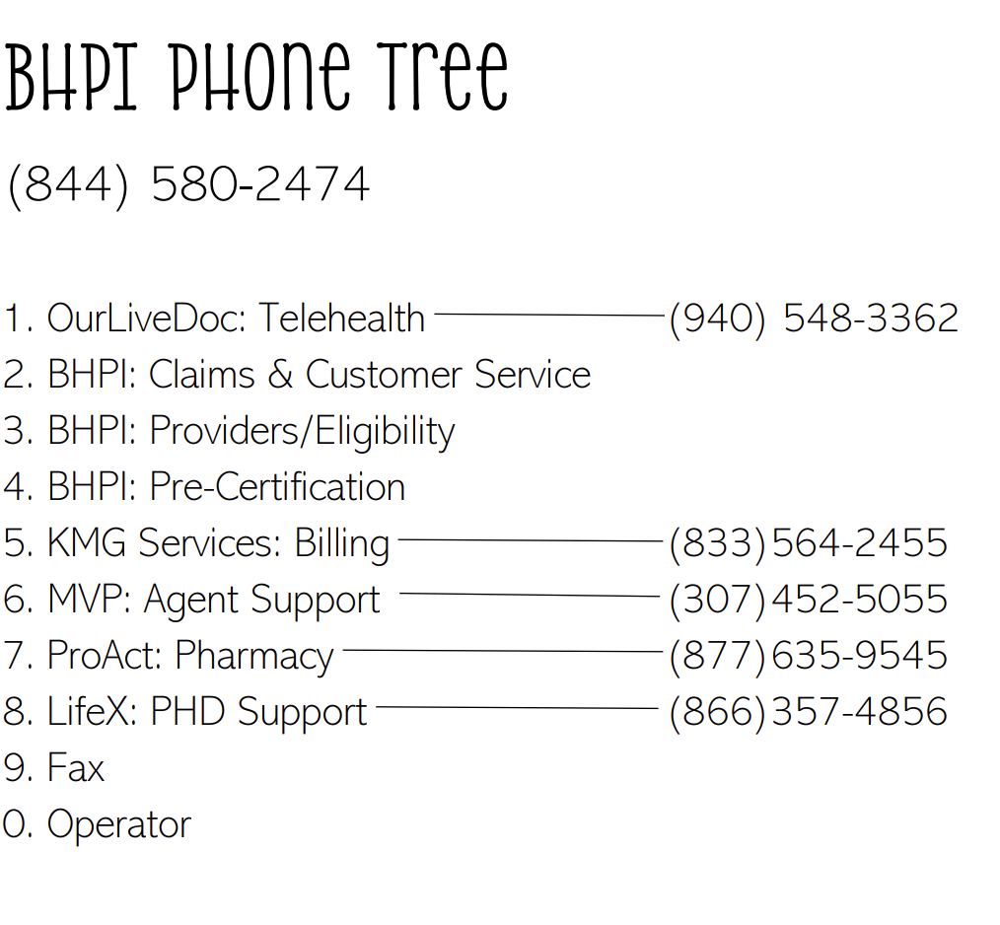 BHPI PHONE TREE
(844) 580-2474
1. OurLiveDoc: Telehealth (940) 548-3362
2. BHPI: Claims & Customer Service
3. BHPI: Providers/Eligibility
4. BHPI: Pre-Certification
5. KMG Services: Billing (833)564-2455
6. MVP: Agent Support (307)452-5055
7. ProAct: Pharmacy (877)635-9545
8. LifeX: PHD Support (866)357-4856
9. Fax
0. Operator